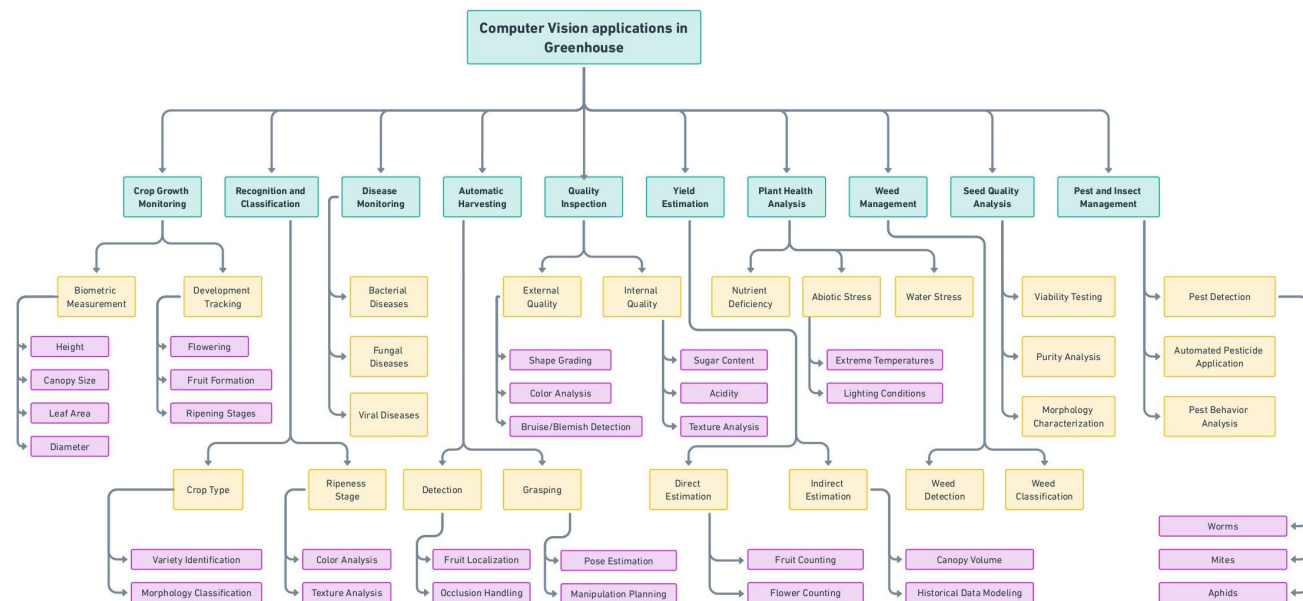 Computer Vision applications in
Greenhouse
Crop Growth
Monitoring
Recognition and
Classification
Disease
Monitoring
Automatic
Harvesting
Quality
Inspection
Yield
Estimation
Plant Health
Analysis
Weed
Management
Seed Quality
Analysis
Pest and Insect
Management
Biometric
Measurement
Development
Tracking
Bacterial
Diseases
External
Quality
Internal
Quality
Nutrient
Deficiency
Abiotic Stress
Water Stress
Viability Testing
Pest Detection
Height
Flowering
Fungal
Diseases
Shape Grading
Sugar Content
Extreme Temperatures
Purity Analysis
Automated Pesticide
Application
Canopy Size
Fruit Formation
Color Analysis
Acidity
Lighting Conditions
Leaf Area
Ripening Stages
Viral Diseases
Bruise/Blemish Detection
Texture Analysis
Morphology
Characterization
Pest Behavior
Analysis
Diameter
Crop Type
Ripeness
Stage
Detection
Grasping
Direct
Estimation
Indirect
Estimation
Weed
Detection
Weed
Classification
Worms
Variety Identification
Color Analysis
Fruit Localization
Pose Estimation
Fruit Counting
Canopy Volume
Mites
Morphology Classification
Texture Analysis
Occlusion Handling
Manipulation Planning
Flower Counting
Historical Data Modeling
Aphids